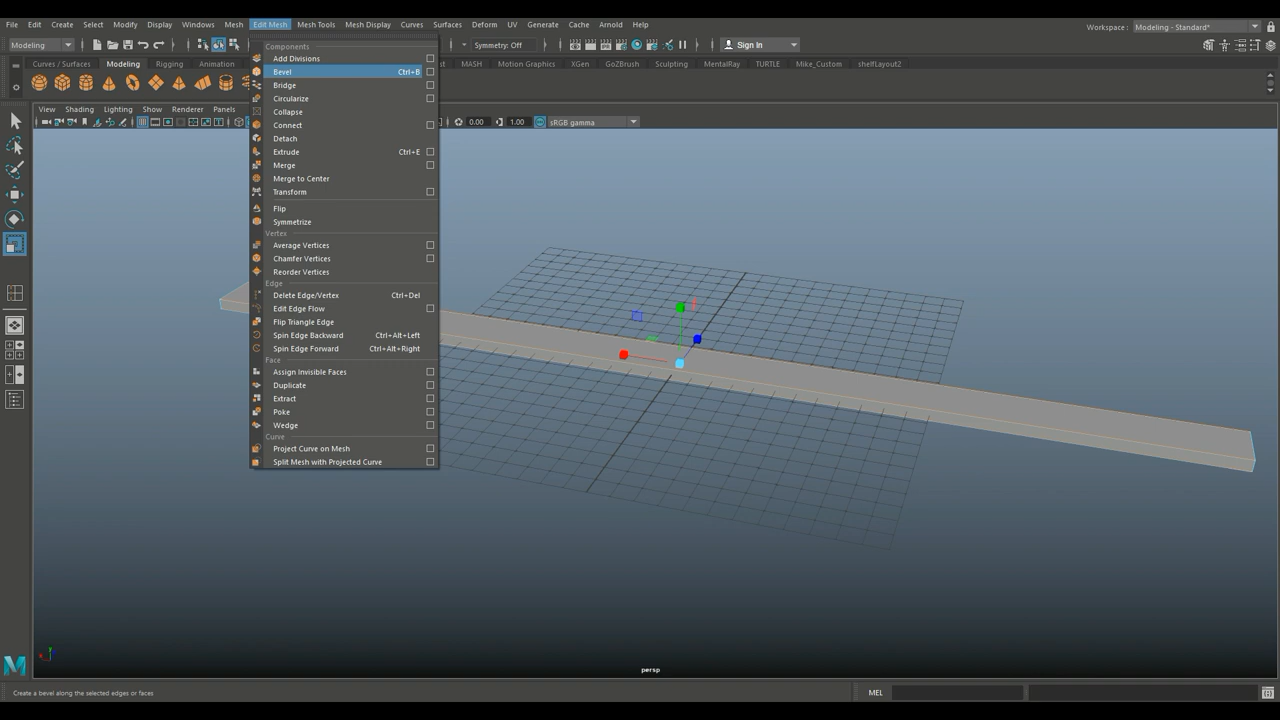 File Edit Create Select Modify Display Windows Mesh Edit Mesh Mesh Tools Mesh Display Curves Surfaces Deform UV Generate Cache Arnold Help
Workspace: Modeling - Standard*
Modeling
Symmetry: Off
Sign In
Curves / Surfaces Modeling Rigging Animation
MASH Motion Graphics XGen GoZBrush Sculpting MentalRay TURTLE Mike_Custom shelfLayout2
View Shading Lighting Show Renderer Panels
0.00 1.00 sRGB gamma
Components
Add Divisions
Bevel Ctrl+B
Bridge
Circularize
Collapse
Connect
Detach
Extrude Ctrl+E
Merge
Merge to Center
Transform
Flip
Symmetrize
Vertex
Average Vertices
Chamfer Vertices
Reorder Vertices
Edge
Delete Edge/Vertex Ctrl+Del
Edit Edge Flow
Flip Triangle Edge
Spin Edge Backward Ctrl+Alt+Left
Spin Edge Forward Ctrl+Alt+Right
Face
Assign Invisible Faces
Duplicate
Extract
Poke
Wedge
Curve
Project Curve on Mesh
Split Mesh with Projected Curve
y
x
persp
Create a bevel along the selected edges or faces
MEL